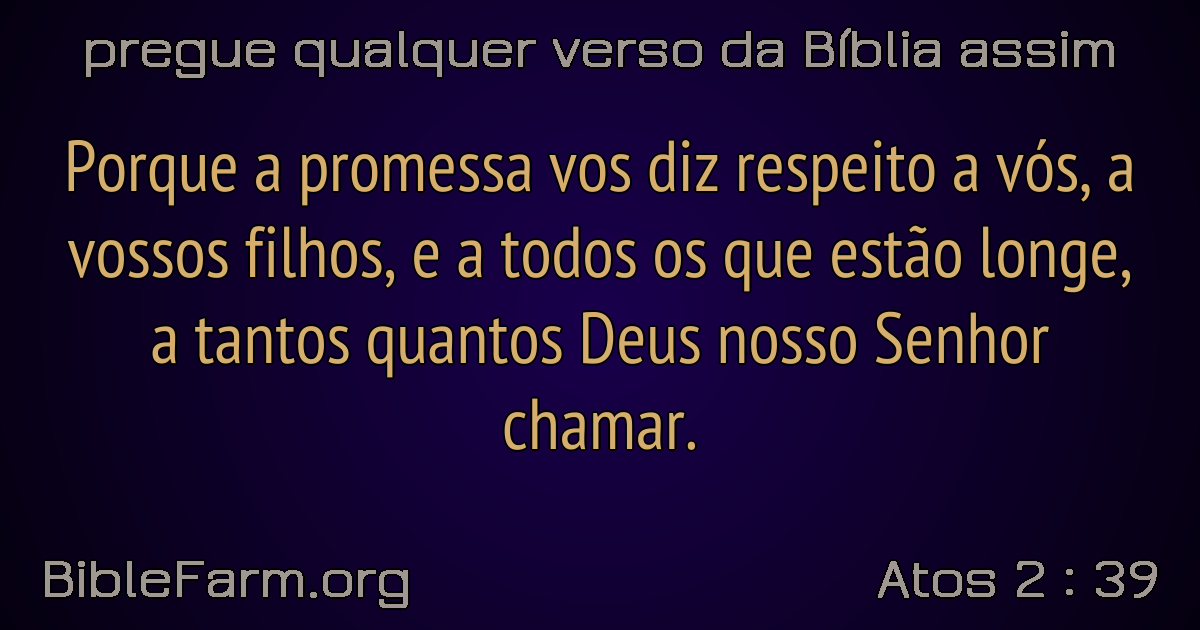 pregue qualquer verso da Bíblia assim
Porque a promessa vos diz respeito a vós, a
vossos filhos, e a todos os que estão longe,
a tantos quantos Deus nosso Senhor
chamar.
BibleFarm.org
Atos 2 : 39